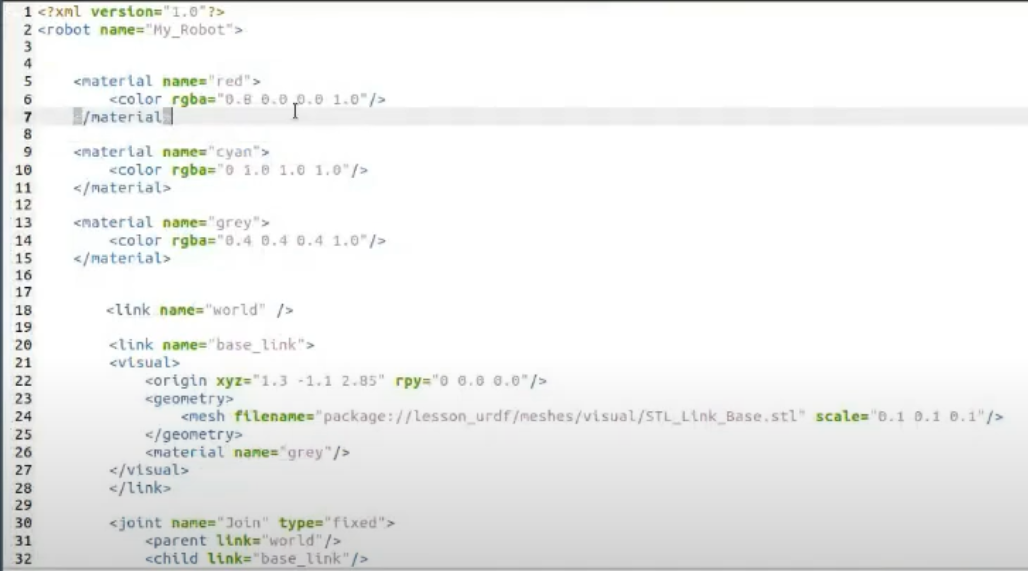 1 <?xml version="1.0"?>
2 <robot name="My_Robot">
3
4
5     <material name="red">
6         <color rgba="0.8 0.0 0.0 1.0"/>
7     </material>
8
9     <material name="cyan">
10         <color rgba="0 1.0 1.0 1.0"/>
11     </material>
12
13     <material name="grey">
14         <color rgba="0.4 0.4 0.4 1.0"/>
15     </material>
16
17
18         <link name="world" />
19
20         <link name="base_link">
21         <visual>
22             <origin xyz="1.3 -1.1 2.85" rpy="0 0.0 0.0"/>
23             <geometry>
24                 <mesh filename="package://lesson_urdf/meshes/visual/STL_Link_Base.stl" scale="0.1 0.1 0.1"/>
25             </geometry>
26             <material name="grey"/>
27         </visual>
28         </link>
29
30         <joint name="Join" type="fixed">
31             <parent link="world"/>
32             <child link="base_link"/>